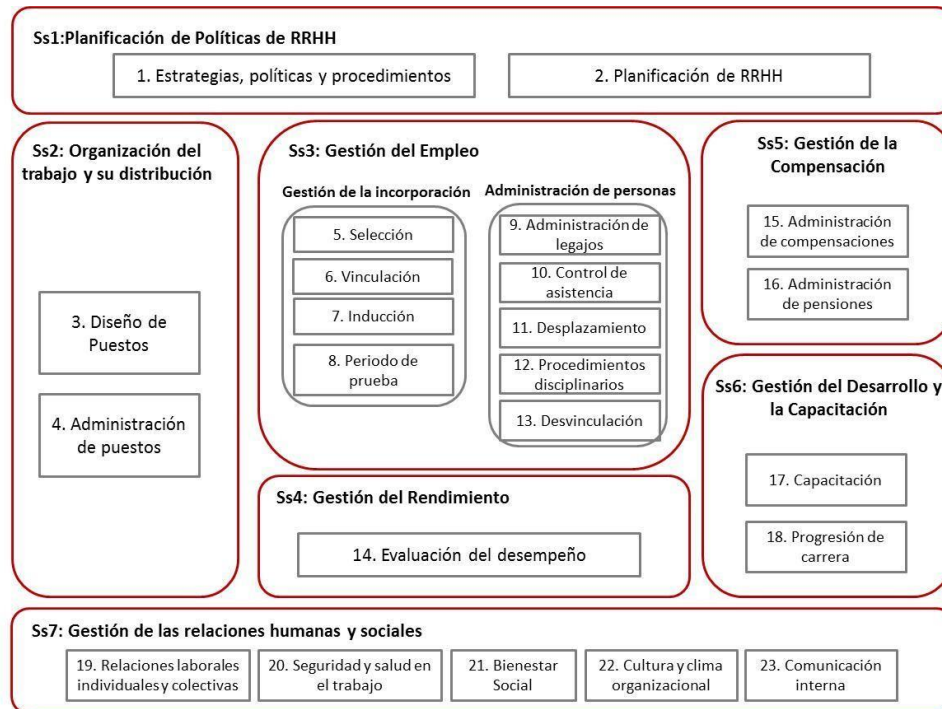 Ss1:Planificación de Políticas de RRHH
1. Estrategias, políticas y procedimientos
2. Planificación de RRHH
Ss2: Organización del
trabajo y su distribución
3. Diseño de
Puestos
4. Administración
de puestos
Ss3: Gestión del Empleo
Gestión de la incorporación
5. Selección
6. Vinculación
7. Inducción
8. Periodo de
prueba
Administración de personas
9. Administración de
legajos
10. Control de
asistencia
11. Desplazamiento
12. Procedimientos
disciplinarios
13. Desvinculación
Ss4: Gestión del Rendimiento
14. Evaluación del desempeño
Ss5: Gestión de la
Compensación
15. Administración
de compensaciones
16. Administración
de pensiones
Ss6: Gestión del Desarrollo y
la Capacitación
17. Capacitación
18. Progresión de
carrera
Ss7: Gestión de las relaciones humanas y sociales
19. Relaciones laborales
individuales y colectivas
20. Seguridad y salud en
el trabajo
21. Bienestar
Social
22. Cultura y clima
organizacional
23. Comunicación
interna